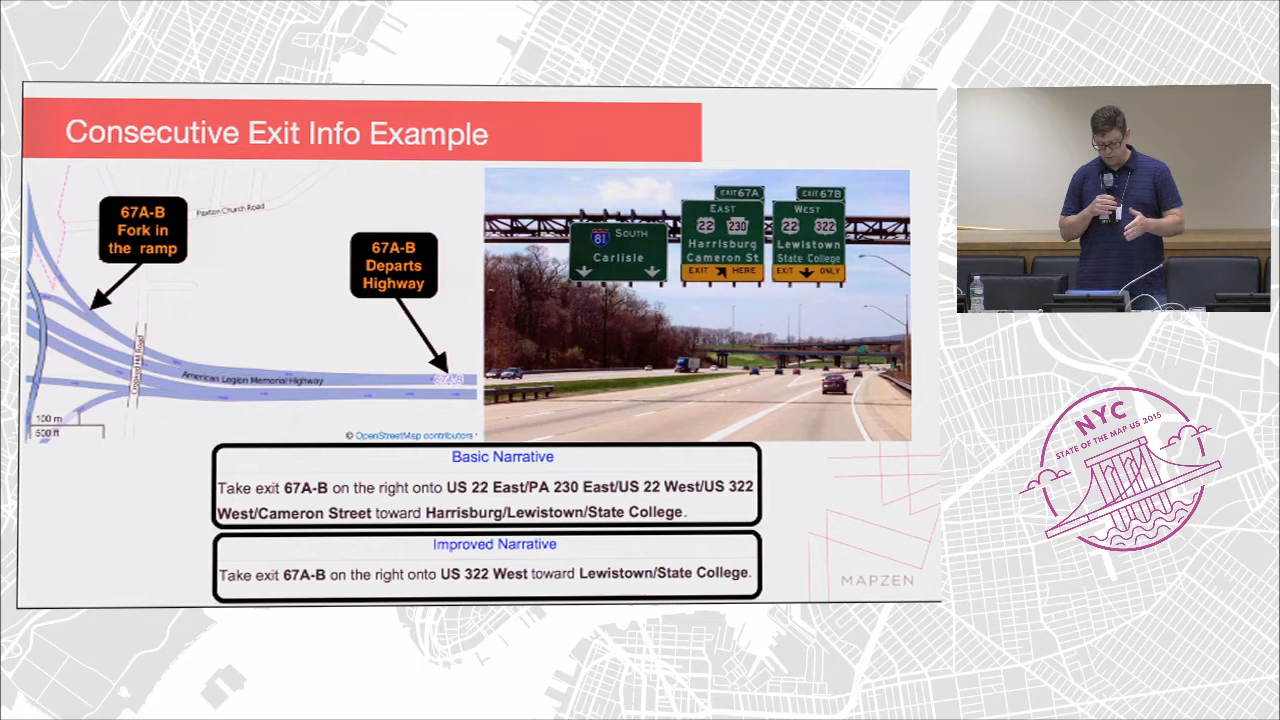 Consecutive Exit Info Example
67A-B
Fork in
the ramp
Paxton Church Road
67A-B
Departs
Highway
American Legion Memorial Highway
67A-B
100 m
500 ft
© OpenStreetMap contributors
EXIT 67A
EXIT 67B
81 SOUTH
Carlisle
EAST
22 230
Harrisburg
Cameron St
EXIT HERE
WEST
22 322
Lewistown
State College
EXIT ONLY
Basic Narrative
Take exit 67A-B on the right onto US 22 East/PA 230 East/US 22 West/US 322
West/Cameron Street toward Harrisburg/Lewistown/State College.
Improved Narrative
Take exit 67A-B on the right onto US 322 West toward Lewistown/State College.
MAPZEN
NYC
STATE OF THE MAP US 2015